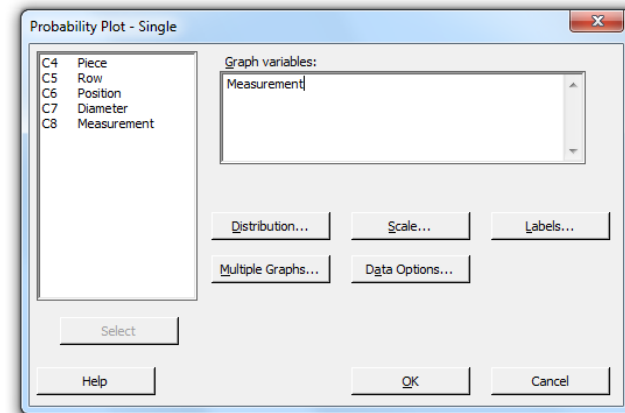 Probability Plot - Single
C4 Piece
C5 Row
C6 Position
C7 Diameter
C8 Measurement
Graph variables:
Measurement
Distribution...
Scale...
Labels...
Multiple Graphs...
Data Options...
Select
Help
OK
Cancel